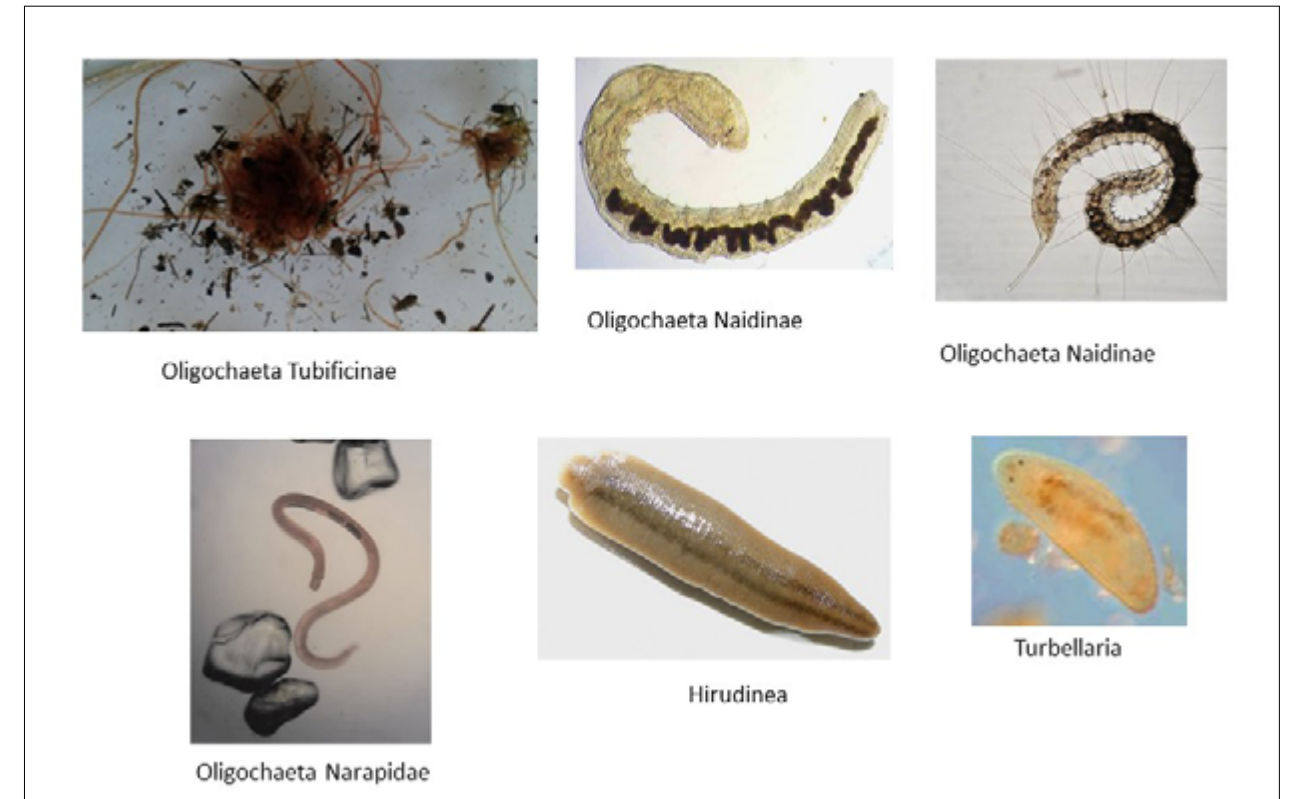 Oligochaeta Tubificinae
Oligochaeta Naidinae
Oligochaeta Naidinae
Oligochaeta Narapidae
Hirudinea
Turbellaria